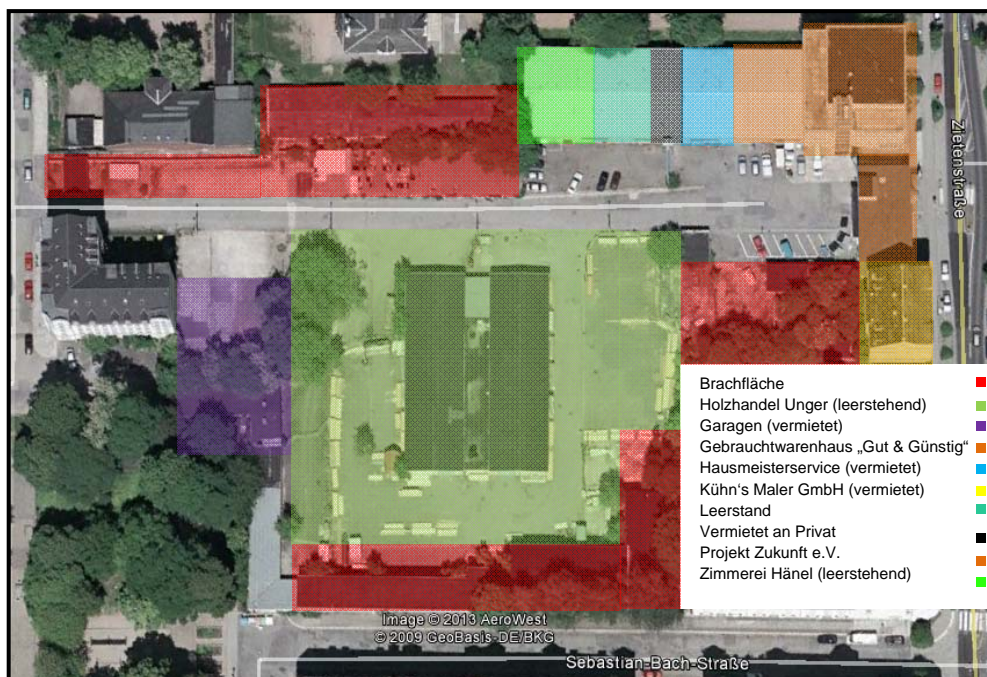 Zietenstraße
Brachfläche
Holzhandel Unger (leerstehend)
Garagen (vermietet)
Gebrauchtwarenhaus „Gut & Günstig“
Hausmeisterservice (vermietet)
Kühn‘s Maler GmbH (vermietet)
Leerstand
Vermietet an Privat
Projekt Zukunft e.V.
Zimmerei Hänel (leerstehend)
Image © 2013 AeroWest
© 2009 GeoBasis-DE/BKG
Sebastian-Bach-Straße